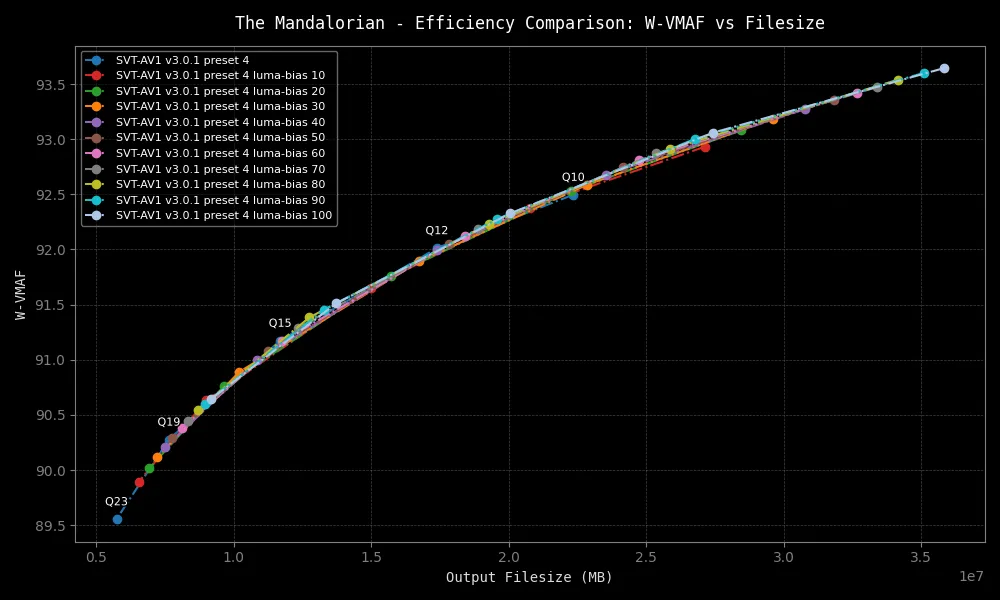 The Mandalorian - Efficiency Comparison: W-VMAF vs Filesize
SVT-AV1 v3.0.1 preset 4
SVT-AV1 v3.0.1 preset 4 luma-bias 10
SVT-AV1 v3.0.1 preset 4 luma-bias 20
SVT-AV1 v3.0.1 preset 4 luma-bias 30
SVT-AV1 v3.0.1 preset 4 luma-bias 40
SVT-AV1 v3.0.1 preset 4 luma-bias 50
SVT-AV1 v3.0.1 preset 4 luma-bias 60
SVT-AV1 v3.0.1 preset 4 luma-bias 70
SVT-AV1 v3.0.1 preset 4 luma-bias 80
SVT-AV1 v3.0.1 preset 4 luma-bias 90
SVT-AV1 v3.0.1 preset 4 luma-bias 100
93.5
93.0
92.5
92.0
91.5
91.0
90.5
90.0
89.5
W-VMAF
Q10
Q12
Q15
Q19
Q23
0.5
1.0
1.5
2.0
2.5
3.0
3.5
1e7
Output Filesize (MB)